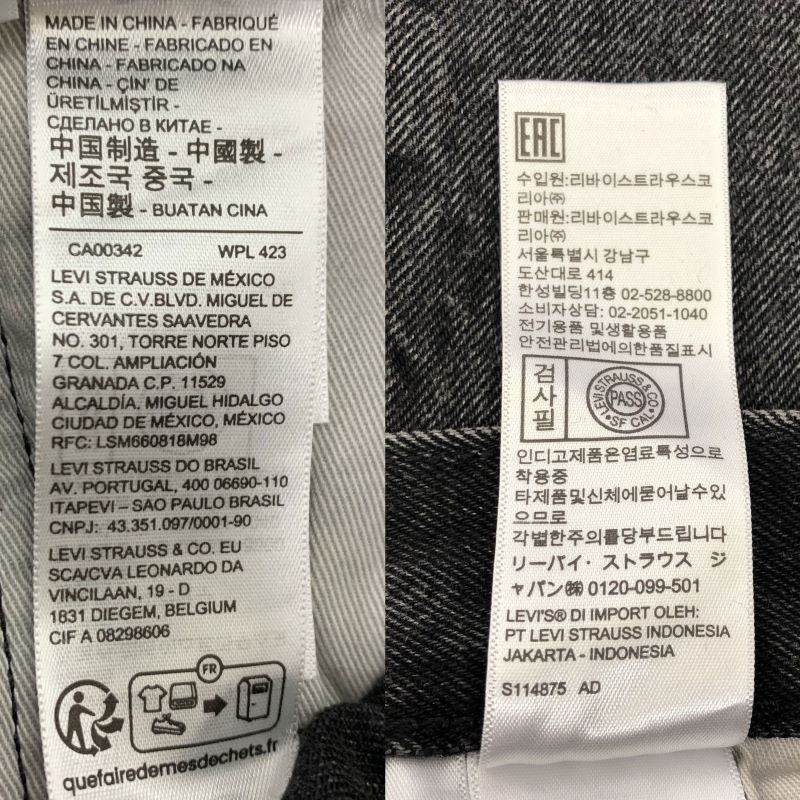 MADE IN CHINA - FABRIQUÉ
EN CHINE - FABRICADO EN
CHINA - FABRICADO NA
CHINA - ÇİN' DE
ÜRETİLMİŞTİR -
СДЕЛАНО В КИТАЕ -
中国制造 - 中國製 -
제조국 중국 -
中国製 - BUATAN CINA
CA00342 WPL 423
LEVI STRAUSS DE MÉXICO
S.A. DE C.V.BLVD. MIGUEL DE
CERVANTES SAAVEDRA
NO. 301, TORRE NORTE PISO
7 COL. AMPLIACIÓN
GRANADA C.P. 11529
ALCALDÍA. MIGUEL HIDALGO
CIUDAD DE MÉXICO, MÉXICO
RFC: LSM660818M98
LEVI STRAUSS DO BRASIL
AV. PORTUGAL, 400 06690-110
ITAPEVI – SAO PAULO BRASIL
CNPJ: 43.351.097/0001-90
LEVI STRAUSS & CO. EU
SCA/CVA LEONARDO DA
VINCILAAN, 19 - D
1831 DIEGEM, BELGIUM
CIF A 08298606
FR
quefairedemesdechets.fr
EAC
수입원:리바이스트라우스코
리아㈜
판매원:리바이스트라우스코
리아㈜
서울특별시 강남구
도산대로 414
한성빌딩11층 02-528-8800
소비자상담: 02-2051-1040
전기용품 및생활용품
안전관리법에의한품질표시
검사필
LEVI STRAUSS & CO
PASS
SF CAL
인디고제품은염료특성으로
착용중
타제품및신체에묻어날수있
으므로
각별한주의를당부드립니다
リーバイ・ストラウス ジ
ャパン㈱ 0120-099-501
LEVI'S® DI IMPORT OLEH:
PT LEVI STRAUSS INDONESIA
JAKARTA - INDONESIA
S114875 AD